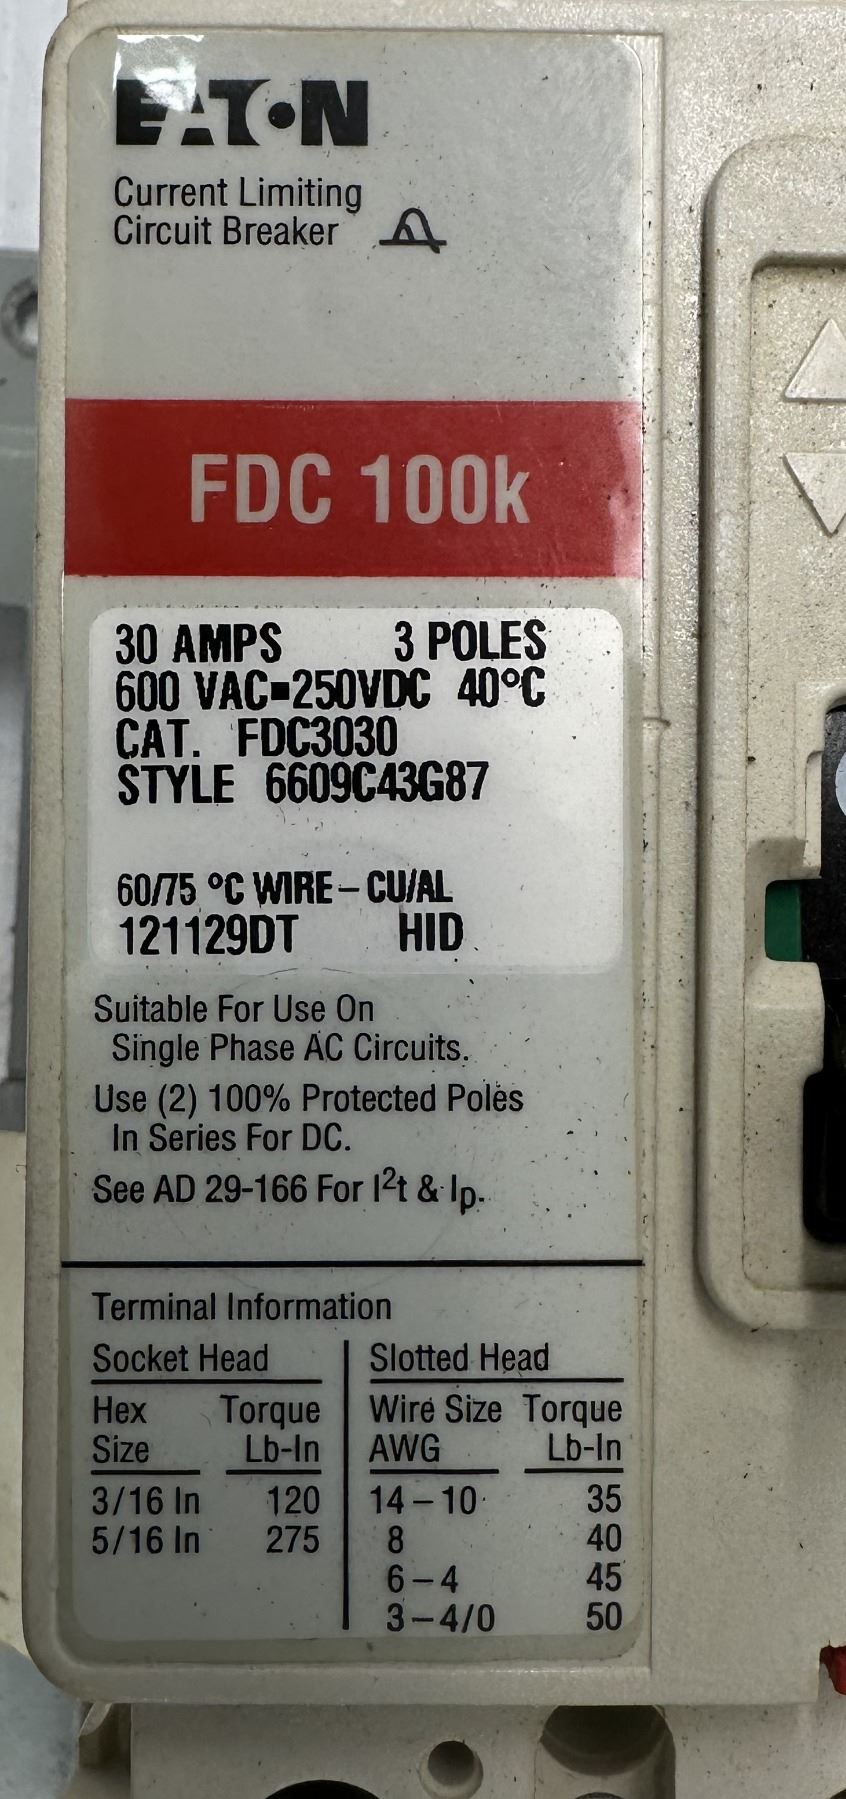 EATON
Current Limiting
Circuit Breaker
FDC 100k
30 AMPS 3 POLES
600 VAC▪250VDC 40°C
CAT. FDC3030
STYLE 6609C43G87
60/75 °C WIRE – CU/AL
121129DT HID
Suitable For Use On
Single Phase AC Circuits.
Use (2) 100% Protected Poles
In Series For DC.
See AD 29-166 For I²t & Ip.
Terminal Information
Socket Head Slotted Head
Hex Torque Wire Size Torque
Size Lb-In AWG Lb-In
3/16 In 120 14 – 10 35
5/16 In 275 8 40
6 – 4 45
3 – 4/0 50